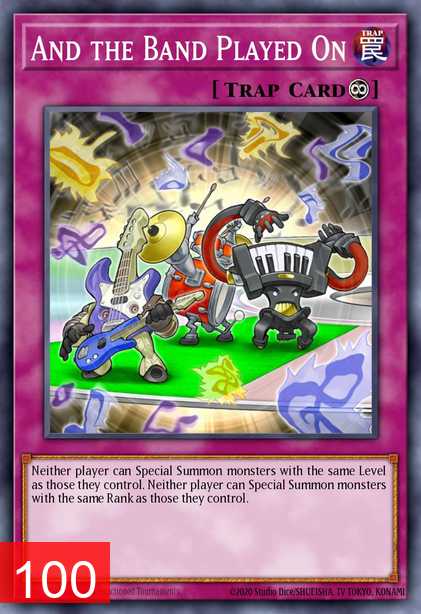 And the Band Played On
TRAP
罠
[Trap Card ]
Neither player can Special Summon monsters with the same Level
as those they control. Neither player can Special Summon monsters
with the same Rank as those they control.
100
Tournaments
©2020 Studio Dice/SHUEISHA, TV TOKYO, KONAMI